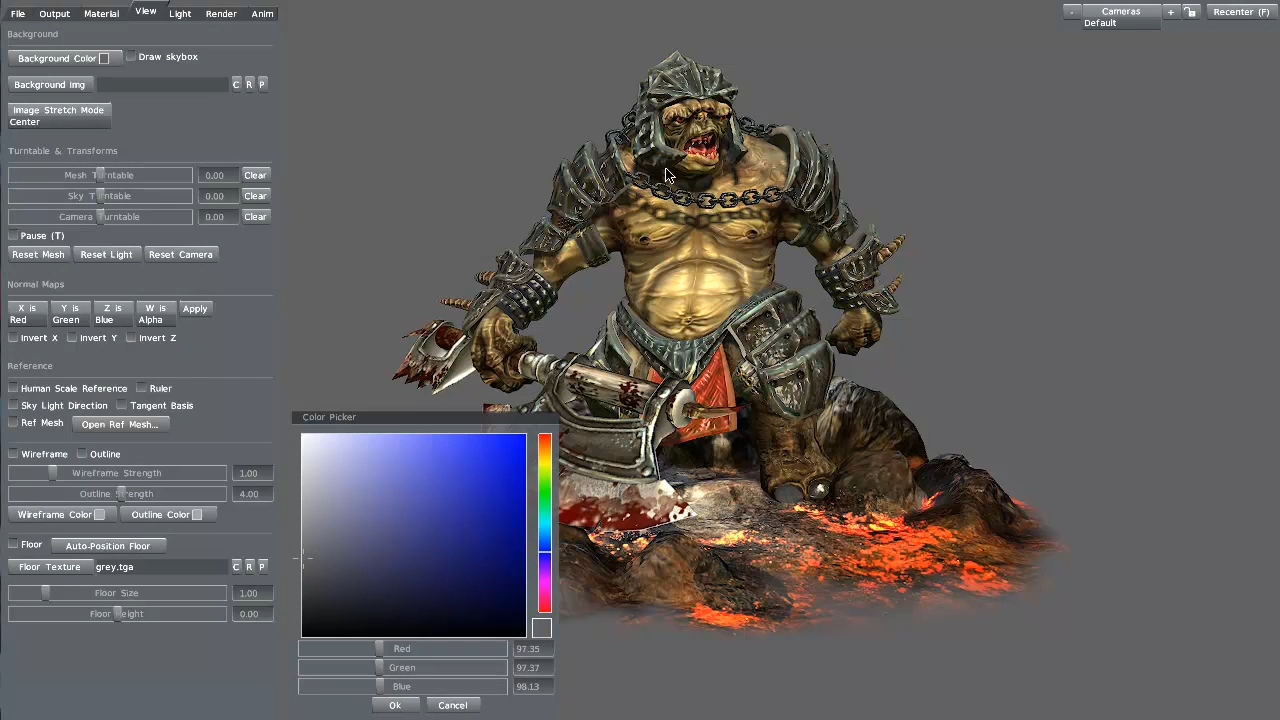 File Output Material View Light Render Anim
- Cameras + Recenter (F)
Default
Background
Background Color Draw skybox
Background Img C R P
Image Stretch Mode
Center
Turntable & Transforms
Mesh Turntable 0.00 Clear
Sky Turntable 0.00 Clear
Camera Turntable 0.00 Clear
Pause (T)
Reset Mesh Reset Light Reset Camera
Normal Maps
X is Y is Z is W is Apply
Red Green Blue Alpha
Invert X Invert Y Invert Z
Reference
Human Scale Reference Ruler
Sky Light Direction Tangent Basis
Ref Mesh Open Ref Mesh...
Wireframe Outline
Wireframe Strength 1.00
Outline Strength 4.00
Wireframe Color Outline Color
Floor Auto-Position Floor
Floor Texture grey.tga C R P
Floor Size 1.00
Floor Height 0.00
Color Picker
Red 97.35
Green 97.37
Blue 98.13
Ok Cancel